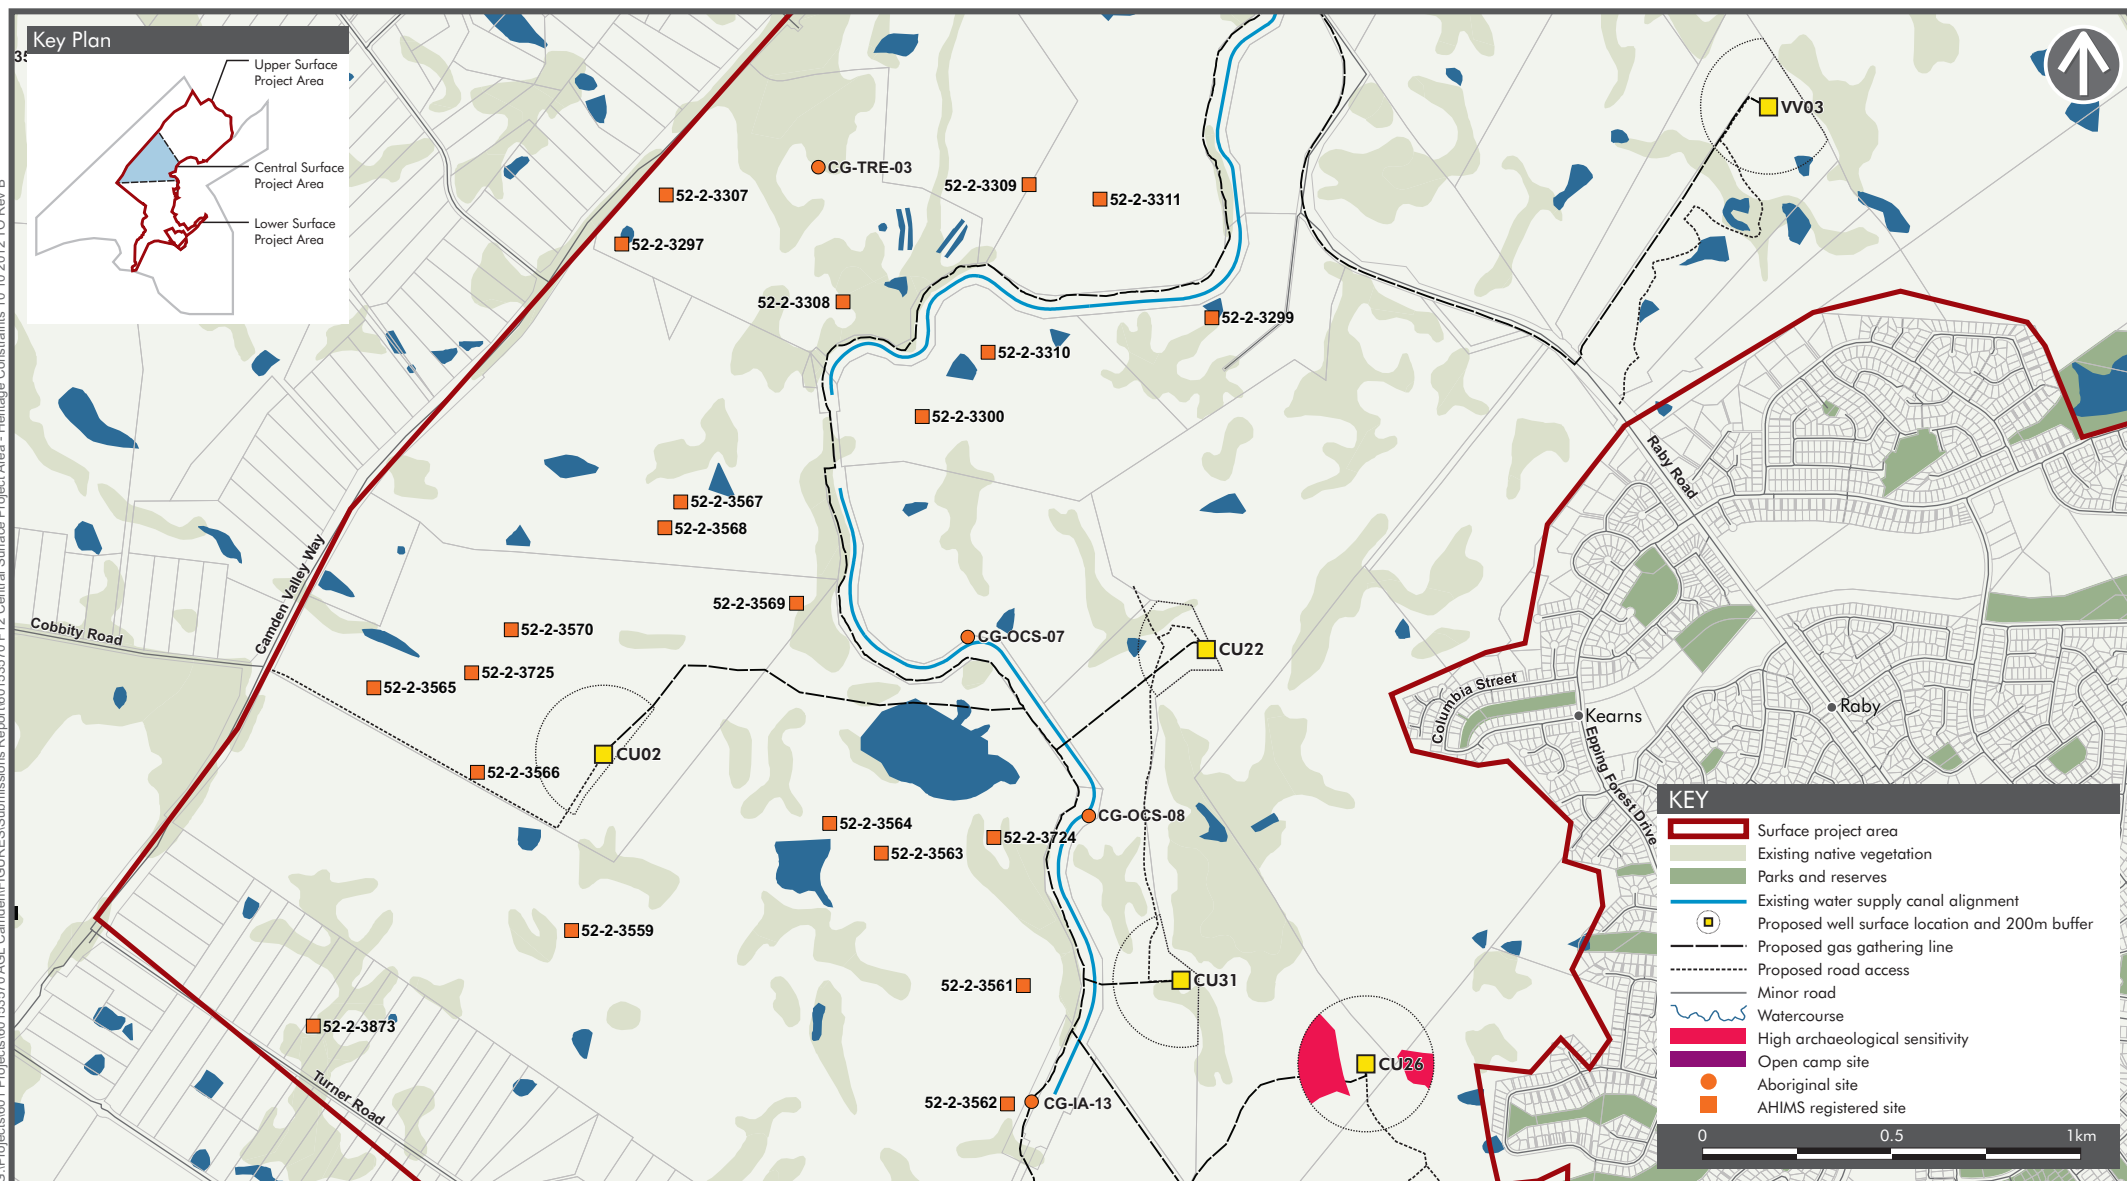 Key Plan
Upper Surface
Project Area
Central Surface
Project Area
Lower Surface
Project Area
VV03
CG-TRE-03
52-2-3309
52-2-3311
52-2-3307
52-2-3297
52-2-3308
52-2-3299
52-2-3310
52-2-3300
Raby Road
52-2-3567
52-2-3568
Camden Valley Way
52-2-3569
Cobbity Road
52-2-3570
CG-OCS-07
CU22
52-2-3725
52-2-3565
Columbia Street
Kearns
Raby
CU02
52-2-3566
Epping Forest Drive
52-2-3564
CG-OCS-08
52-2-3724
52-2-3563
52-2-3559
52-2-3561
CU31
52-2-3873
CU26
Turner Road
52-2-3562
CG-IA-13
KEY
Surface project area
Existing native vegetation
Parks and reserves
Existing water supply canal alignment
Proposed well surface location and 200m buffer
Proposed gas gathering line
Proposed road access
Minor road
Watercourse
High archaeological sensitivity
Open camp site
Aboriginal site
AHIMS registered site
0 0.5 1km